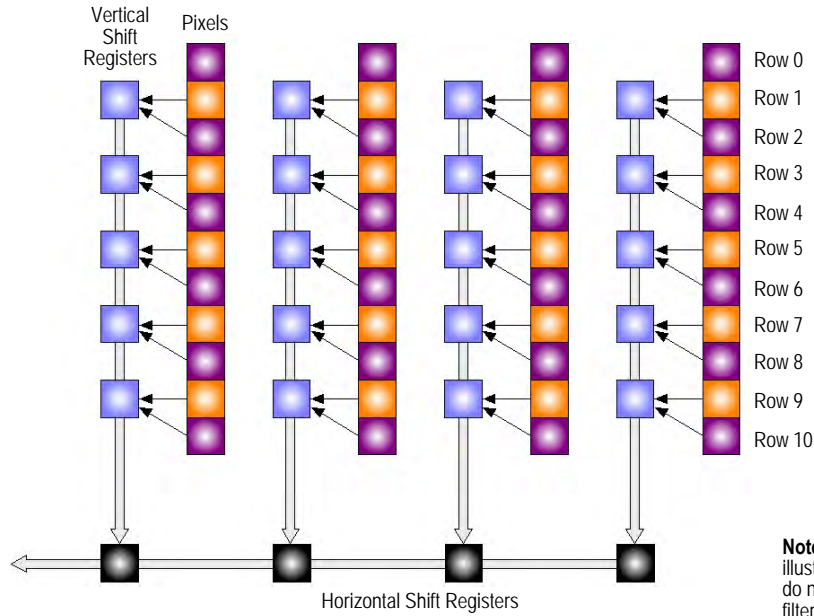 Vertical
Shift
Registers
Pixels
Row 0
Row 1
Row 2
Row 3
Row 4
Row 5
Row 6
Row 7
Row 8
Row 9
Row 10
Horizontal Shift Registers
Note
illust
do n
filter